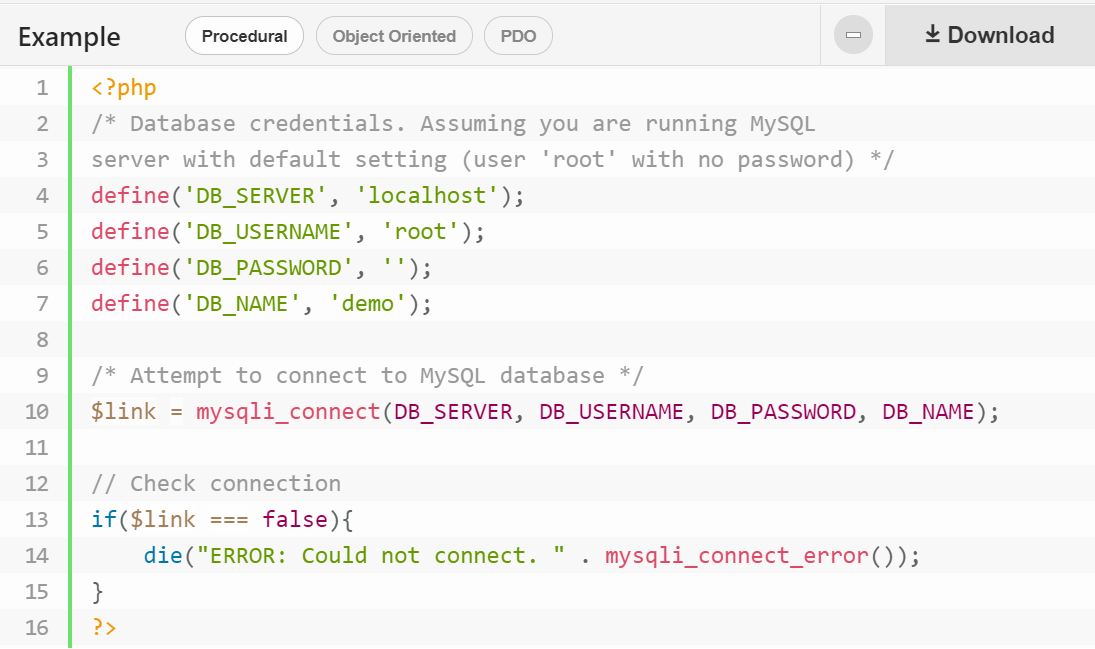 Example Procedural Object Oriented PDO Download
1 <?php
2 /* Database credentials. Assuming you are running MySQL
3 server with default setting (user 'root' with no password) */
4 define('DB_SERVER', 'localhost');
5 define('DB_USERNAME', 'root');
6 define('DB_PASSWORD', '');
7 define('DB_NAME', 'demo');
8
9 /* Attempt to connect to MySQL database */
10 $link = mysqli_connect(DB_SERVER, DB_USERNAME, DB_PASSWORD, DB_NAME);
11
12 // Check connection
13 if($link === false){
14     die("ERROR: Could not connect. " . mysqli_connect_error());
15 }
16 ?>